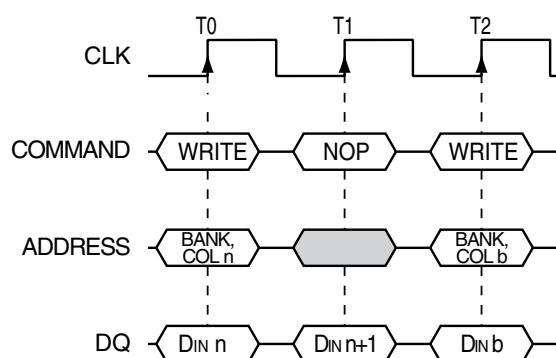 T0 T1 T2
CLK
COMMAND WRITE NOP WRITE
ADDRESS BANK, COL n BANK, COL b
DQ DIN n DIN n+1 DIN b